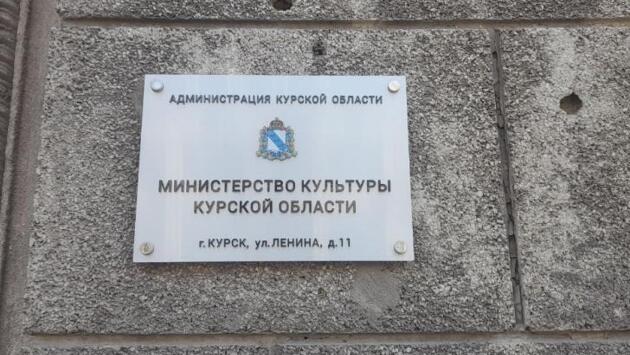 АДМИНИСТРАЦИЯ КУРСКОЙ ОБЛАСТИ
МИНИСТЕРСТВО КУЛЬТУРЫ
КУРСКОЙ ОБЛАСТИ
г. КУРСК, ул. ЛЕНИНА, д. 11